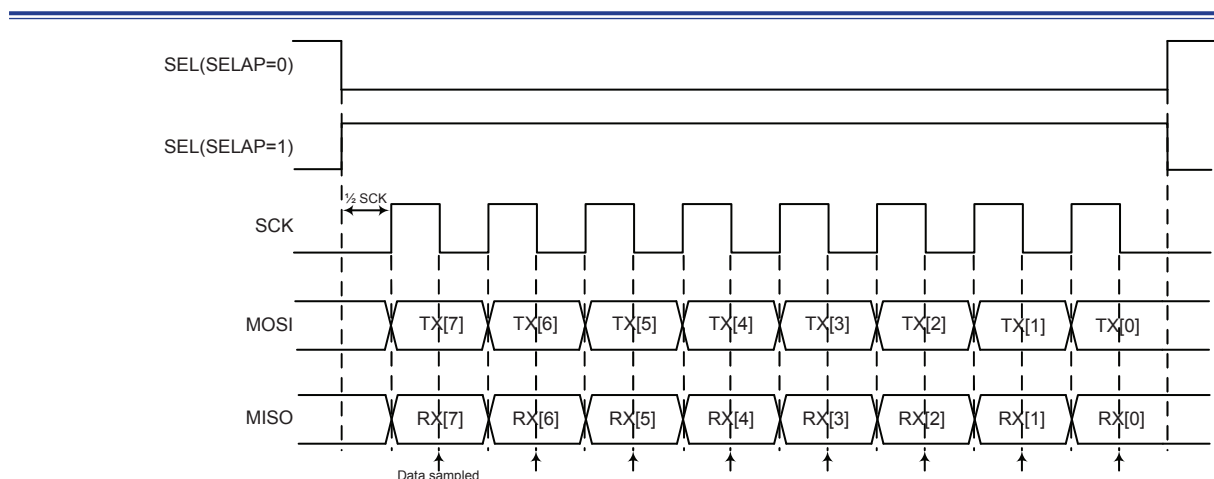 SEL(SELAP=0)
SEL(SELAP=1)
½ SCK
SCK
MOSI
TX[7] TX[6] TX[5] TX[4] TX[3] TX[2] TX[1] TX[0]
MISO
RX[7] RX[6] RX[5] RX[4] RX[3] RX[2] RX[1] RX[0]
Data sampled